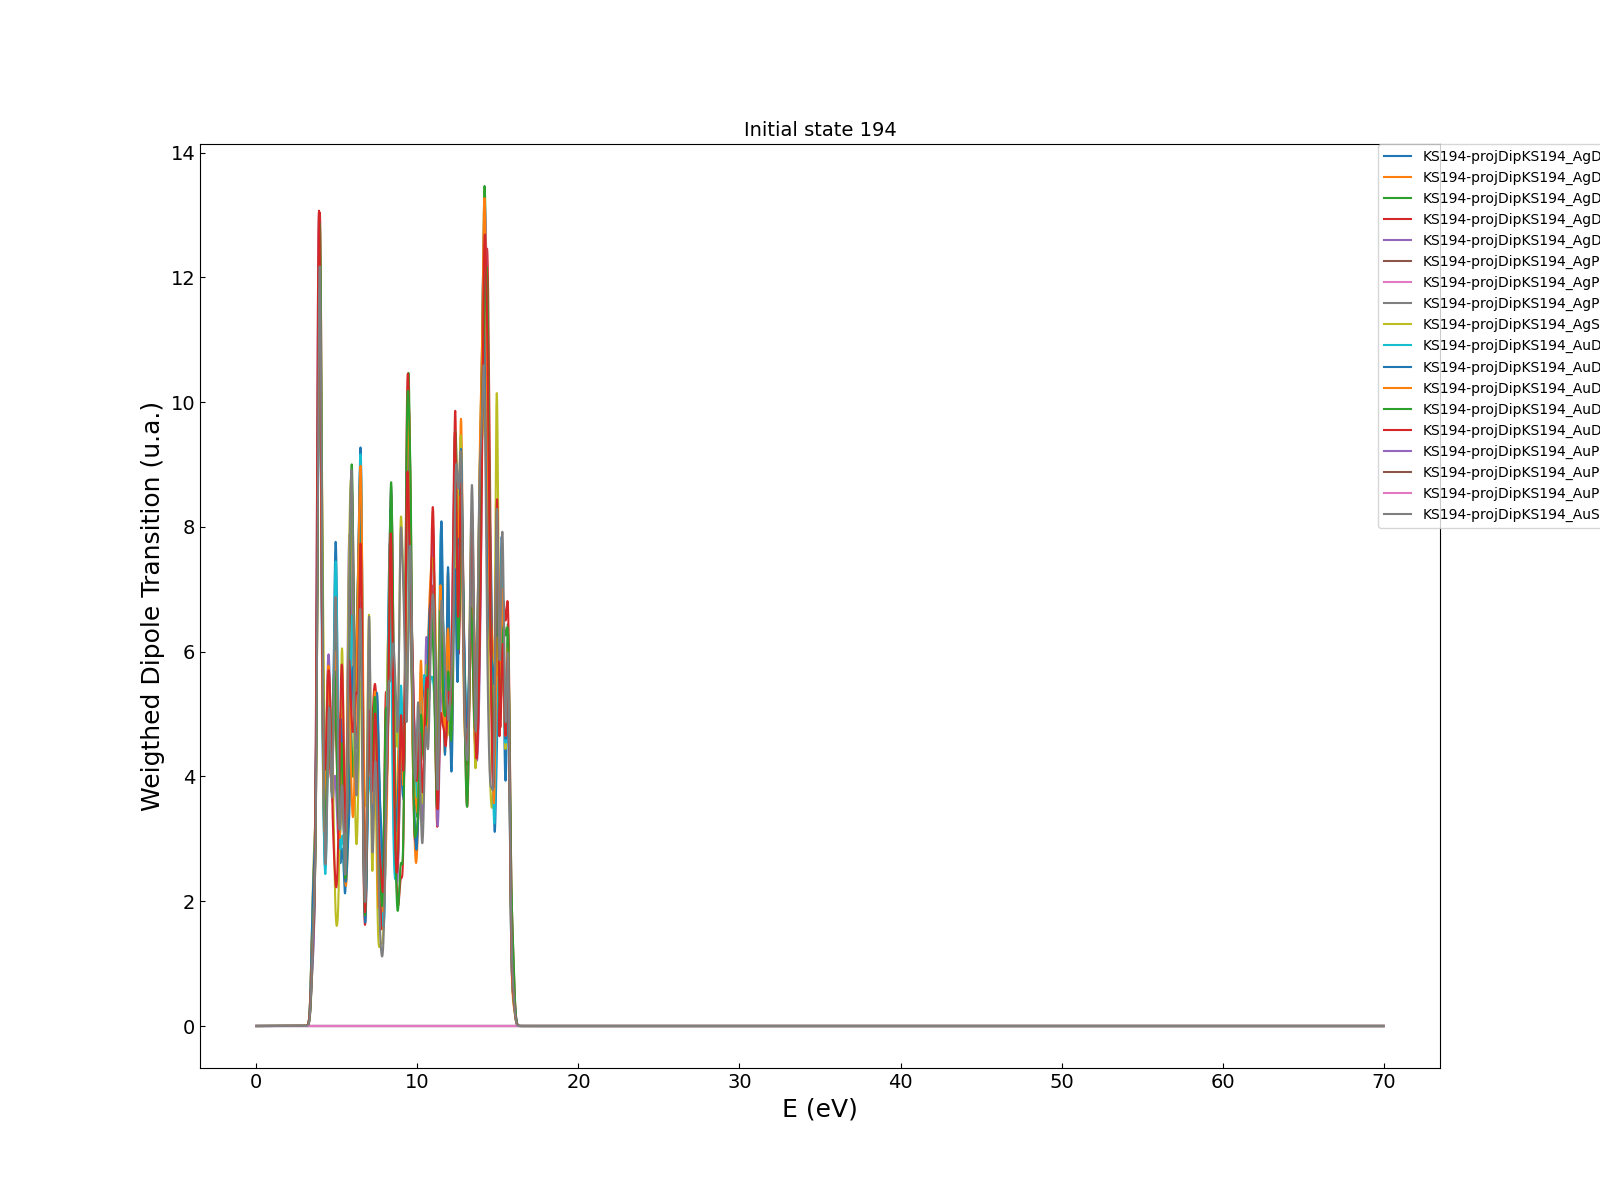 Initial state 194
14
12
10
8
6
4
2
0
Weigthed Dipole Transition (u.a.)
0 10 20 30 40 50 60 70
E (eV)
KS194-projDipKS194_AgD
KS194-projDipKS194_AgD
KS194-projDipKS194_AgD
KS194-projDipKS194_AgD
KS194-projDipKS194_AgD
KS194-projDipKS194_AgP
KS194-projDipKS194_AgP
KS194-projDipKS194_AgP
KS194-projDipKS194_AgS
KS194-projDipKS194_AuD
KS194-projDipKS194_AuD
KS194-projDipKS194_AuD
KS194-projDipKS194_AuD
KS194-projDipKS194_AuD
KS194-projDipKS194_AuP
KS194-projDipKS194_AuP
KS194-projDipKS194_AuP
KS194-projDipKS194_AuS